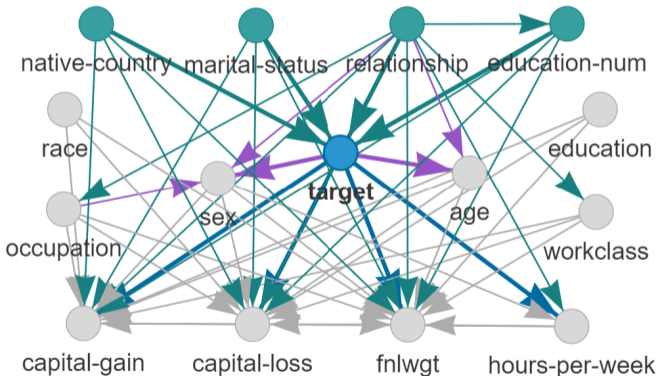 native-country marital-status relationship education-num
race education
target
sex age
occupation workclass
capital-gain capital-loss fnlwgt hours-per-week